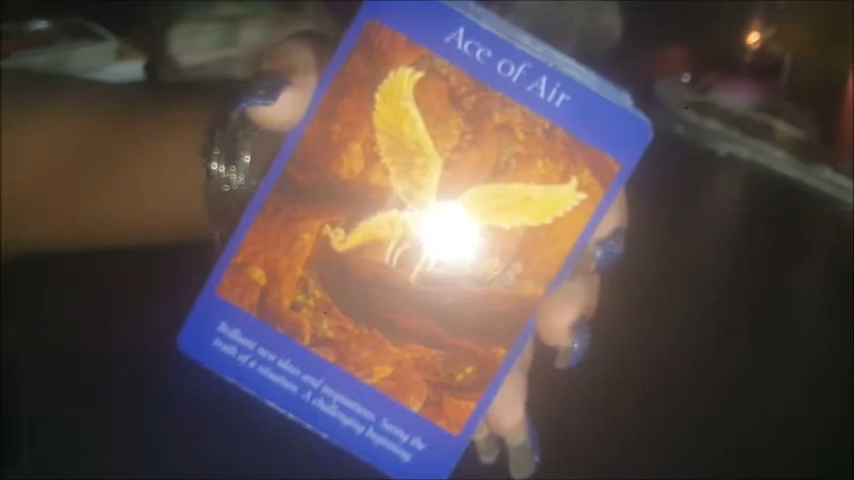 Ace of Air
Brilliant new ideas and inspirations. Seeing the
truth of a situation. A challenging beginning